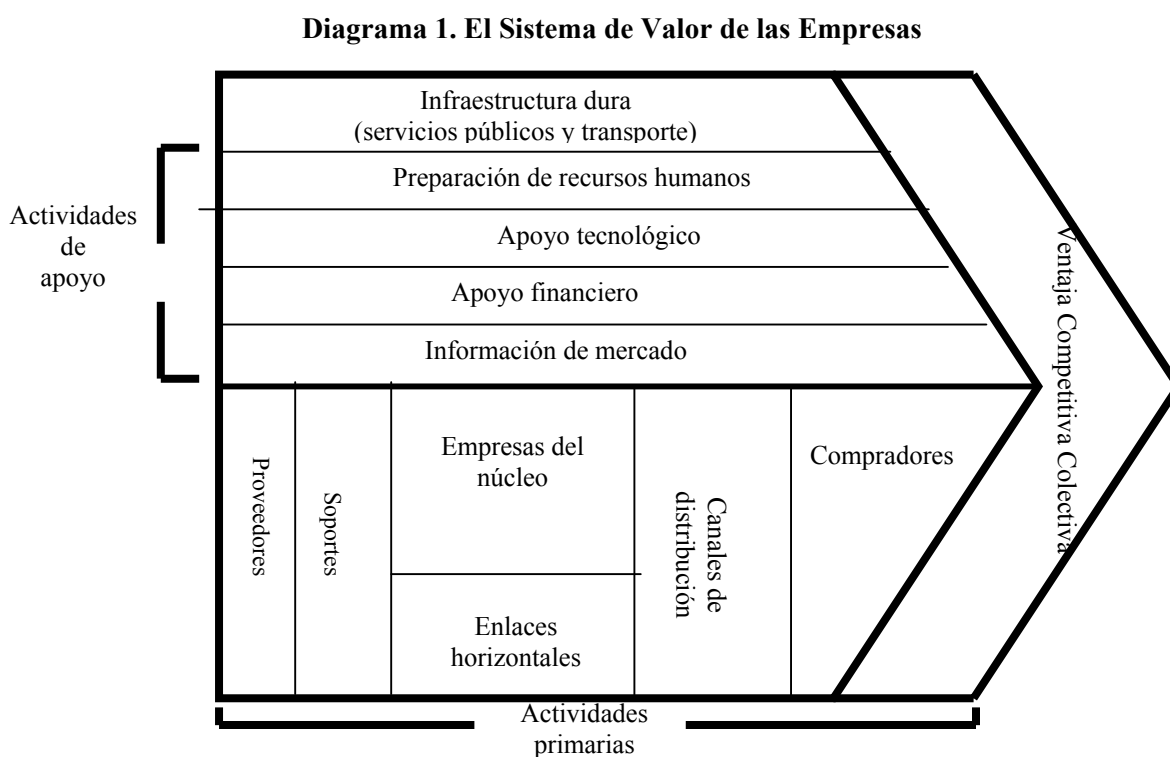 Diagrama 1. El Sistema de Valor de las Empresas
Infraestructura dura
(servicios públicos y transporte)
Preparación de recursos humanos
Apoyo tecnológico
Apoyo financiero
Información de mercado
Actividades
de
apoyo
Proveedores
Soportes
Empresas del
núcleo
Enlaces
horizontales
Canales de
distribución
Compradores
Ventaja Competitiva Colectiva
Actividades
primarias